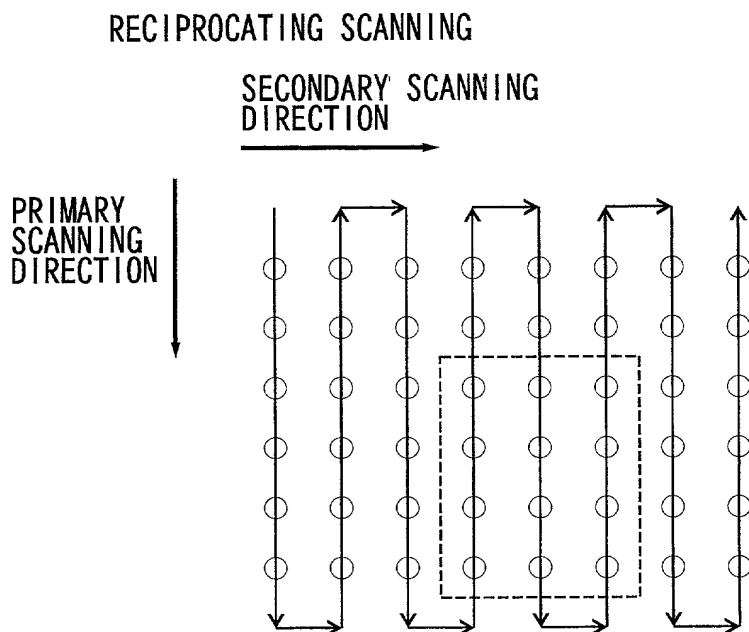 RECIPROCATING SCANNING
SECONDARY SCANNING
DIRECTION
PRIMARY
SCANNING
DIRECTION